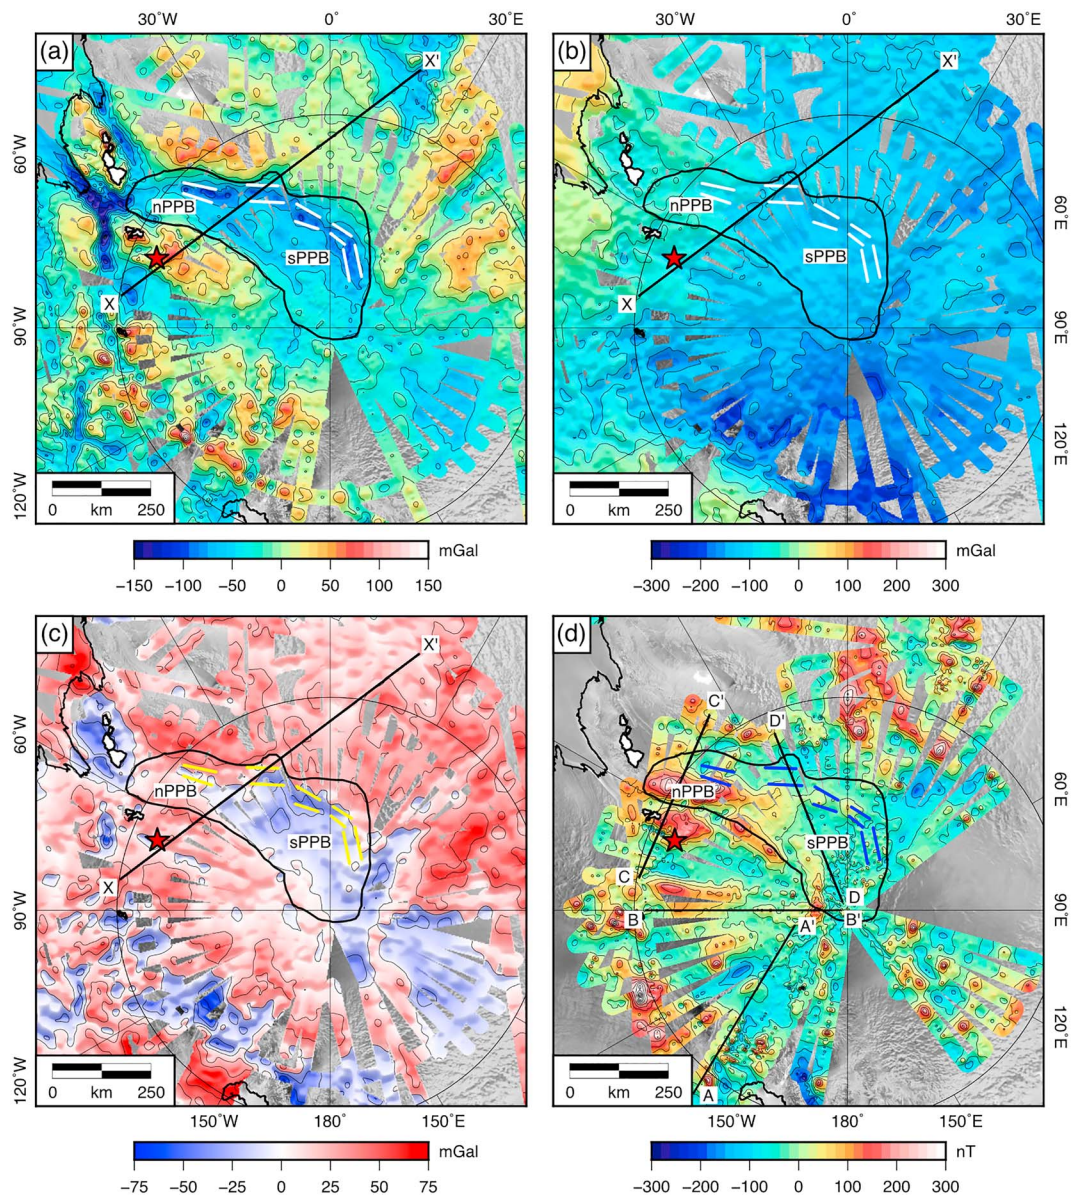 30°W 0° 30°E 30°W 0° 30°E
(a) X' (b) X'
60°W 60°E
nPPB nPPB
sPPB sPPB
X X
90°W 90°E
120°W 120°E
0 km 250 0 km 250
mGal mGal
−150 −100 −50 0 50 100 150 −300 −200 −100 0 100 200 300
(c) X' (d)
C' D'
60°W 60°E
nPPB nPPB
sPPB sPPB
X C
D
90°W B B' 90°E
A'
120°W 120°E
0 km 250 0 km 250 A
150°W 180° 150°E 150°W 180° 150°E
mGal nT
−75 −50 −25 0 25 50 75 −300 −200 −100 0 100 200 300